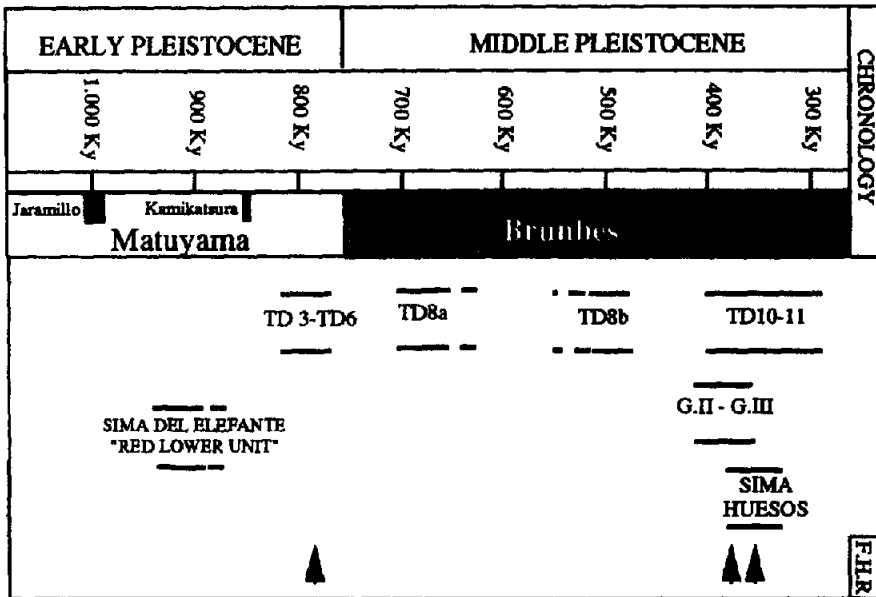 EARLY PLEISTOCENE
MIDDLE PLEISTOCENE
CHRONOLOGY
1.000 Ky
900 Ky
800 Ky
700 Ky
600 Ky
500 Ky
400 Ky
300 Ky
Jaramillo
Kamikatsura
Matuyama
Brunhes
TD 3-TD6
TD8a
TD8b
TD10-11
G.II - G.III
SIMA DEL ELEFANTE
"RED LOWER UNIT"
SIMA
HUESOS
F.H.R